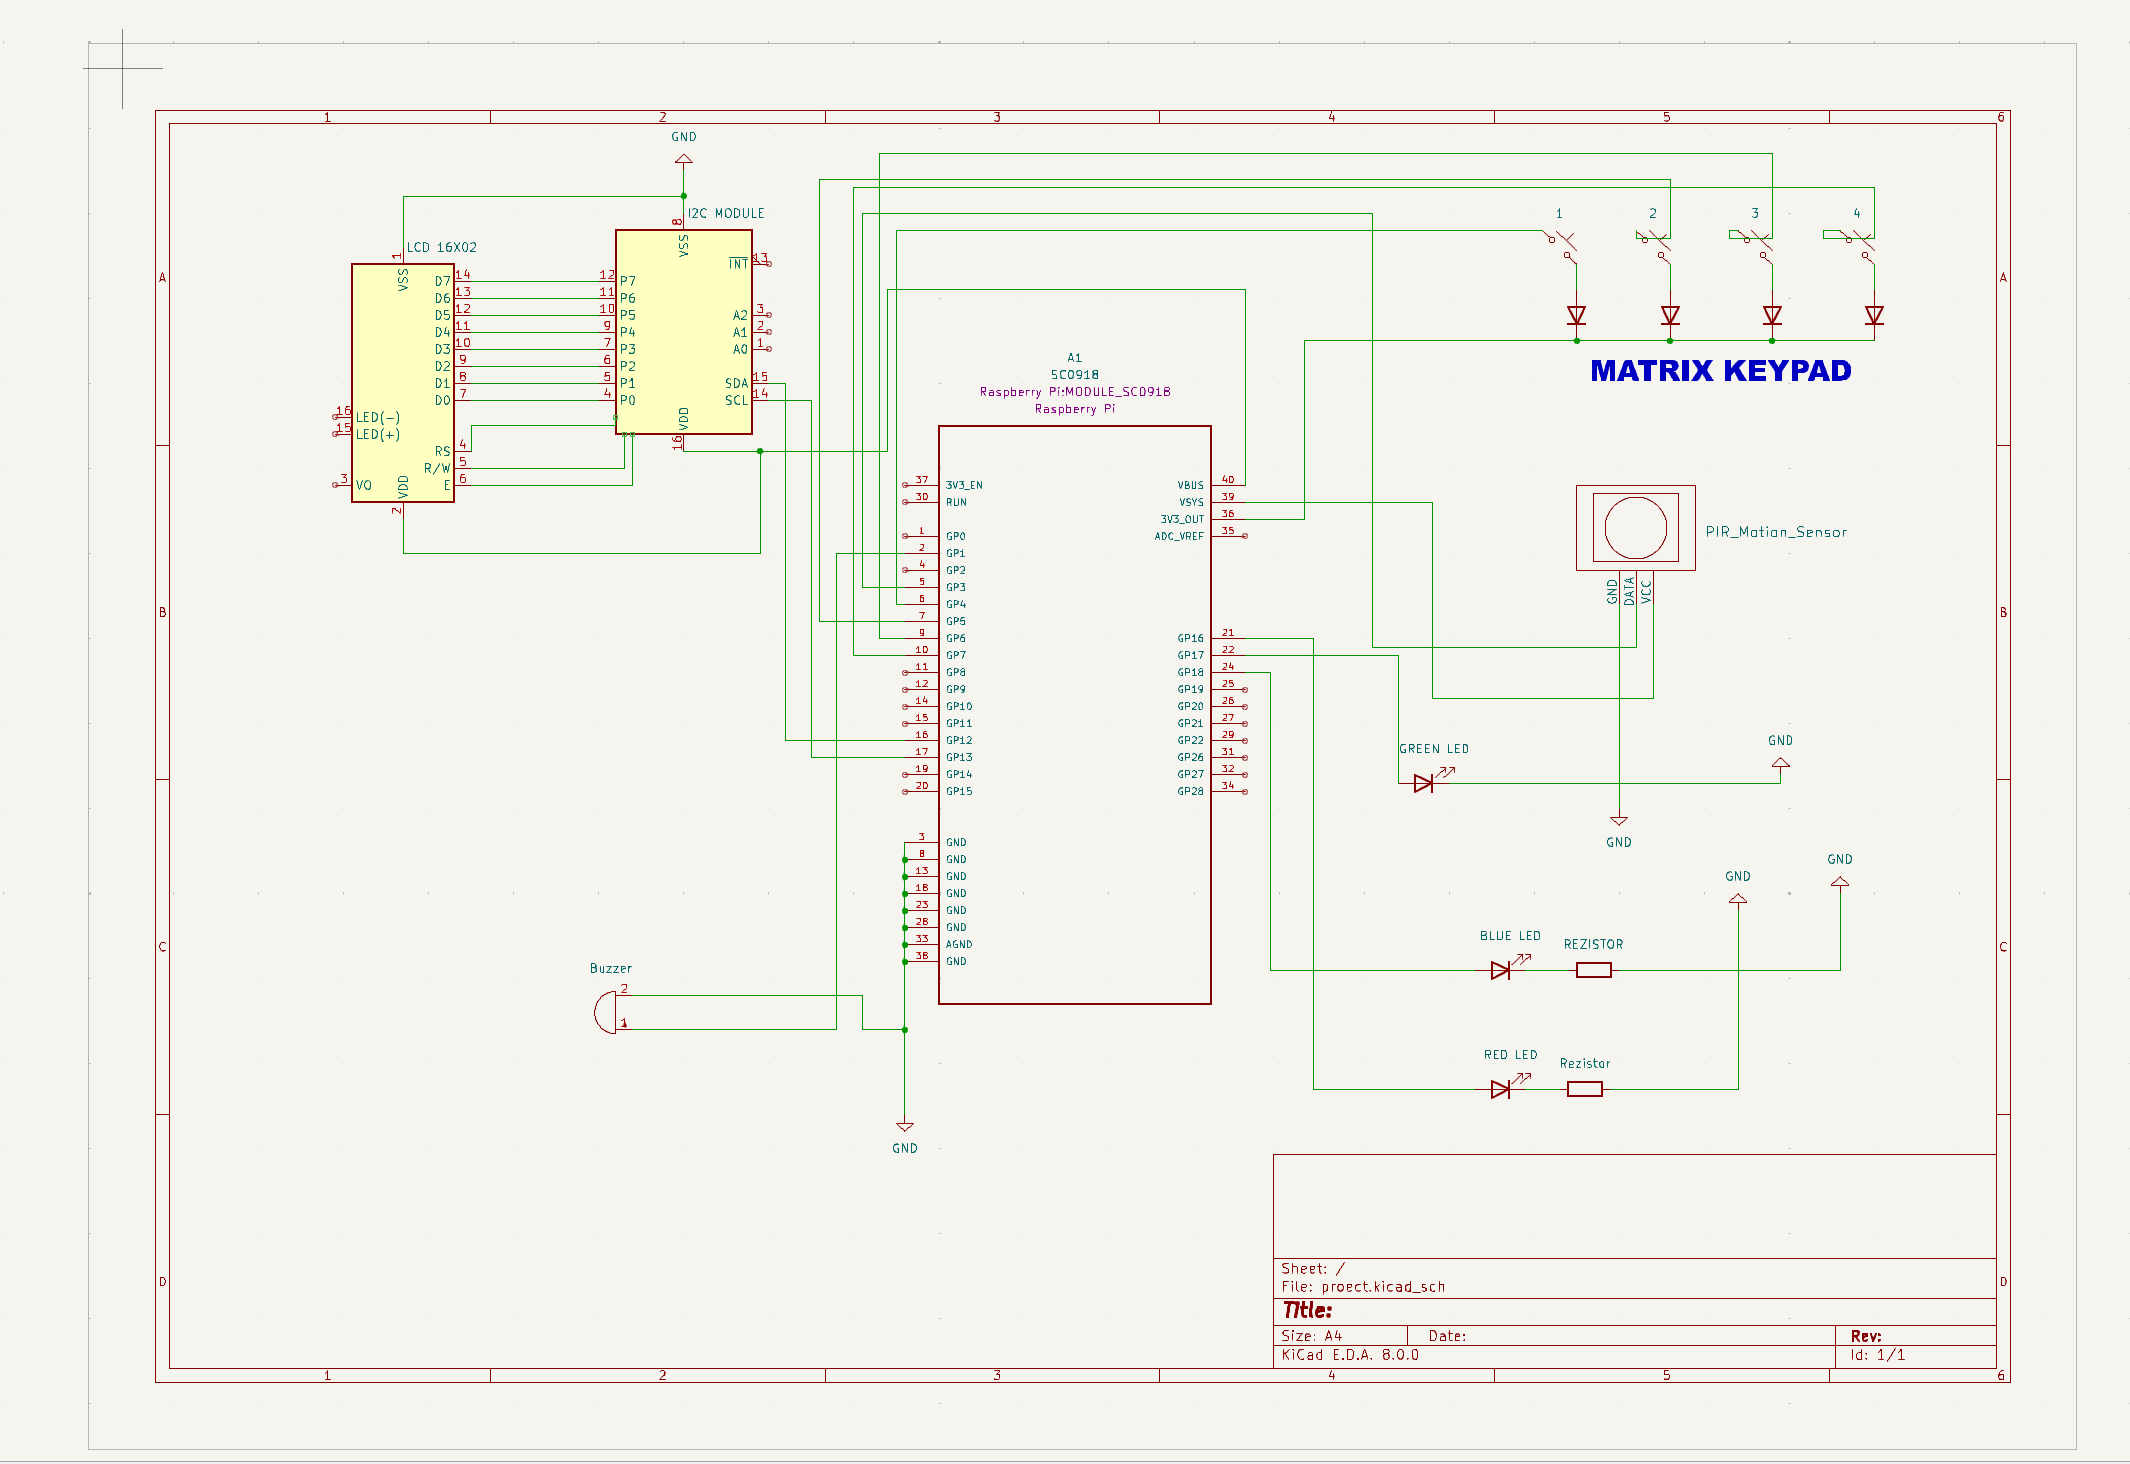 1 2 3 4 5 6
GND
I2C MODULE
LCD 16X02
8
VSS
1
VSS
INT 13
A
A
D7 14
D6 13
D5 12
D4 11
D3 10
D2 9
D1 8
D0 7
12 P7
11 P6
10 P5
9 P4
7 P3
6 P2
5 P1
4 P0
A2 3
A1 2
A0 1
SDA 15
SCL 14
VDD
16
16 LED(-)
15 LED(+)
RS 4
R/W 5
E 6
3 VO
VDD
2
1 2 3 4
MATRIX KEYPAD
A1
SC0918
Raspberry Pi:MODULE_SC0918
Raspberry Pi
37 3V3_EN
30 RUN
1 GP0
2 GP1
4 GP2
5 GP3
6 GP4
7 GP5
9 GP6
10 GP7
11 GP8
12 GP9
14 GP10
15 GP11
16 GP12
17 GP13
19 GP14
20 GP15
3 GND
8 GND
13 GND
18 GND
23 GND
28 GND
33 AGND
38 GND
VBUS 40
VSYS 39
3V3_OUT 36
ADC_VREF 35
GP16 21
GP17 22
GP18 24
GP19 25
GP20 26
GP21 27
GP22 29
GP26 31
GP27 32
GP28 34
PIR_Motion_Sensor
GND
DATA
VCC
B
B
GREEN LED
GND
GND
GND
GND
BLUE LED
REZISTOR
C
C
Buzzer
2
1
RED LED
Rezistor
GND
D
D
Sheet: /
File: proect.kicad_sch
Title:
Size: A4
Date:
Rev:
KiCad E.D.A. 8.0.0
Id: 1/1
1 2 3 4 5 6